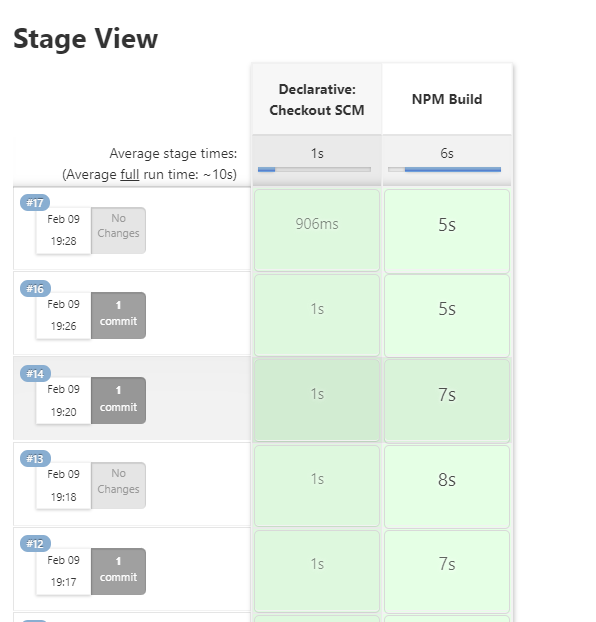 Stage View
Declarative:
Checkout SCM
NPM Build
Average stage times:
(Average full run time: ~10s)
1s
6s
#17
Feb 09
19:28
No
Changes
906ms
5s
#16
Feb 09
19:26
1
commit
1s
5s
#14
Feb 09
19:20
1
commit
1s
7s
#13
Feb 09
19:18
No
Changes
1s
8s
#12
Feb 09
19:17
1
commit
1s
7s